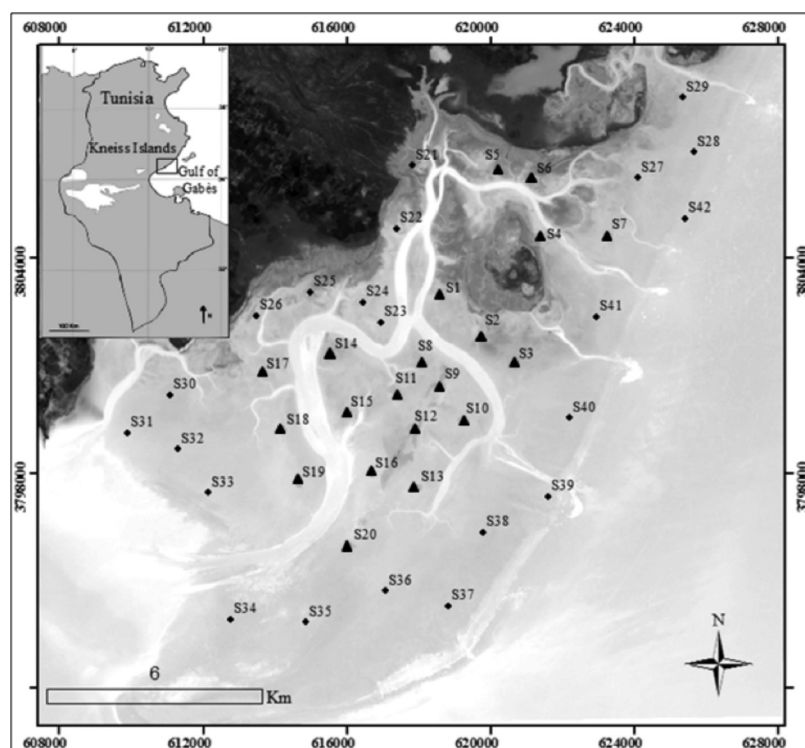 608000 612000 616000 620000 624000 628000
Tunisia
Kneiss Islands
Gulf of
Gabès
100 Km
N
S29
S28
S21
S5
S6
S27
S42
S22
S4
S7
3804000
3804000
S25
S24
S1
S26
S23
S41
S2
S14
S8
S3
S17
S9
S30
S11
S15
S10
S40
S31
S18
S12
S32
S16
S19
S13
S33
3798000
3798000
S39
S38
S20
S36
S37
S34
S35
N
6
Km
608000 612000 616000 620000 624000 628000